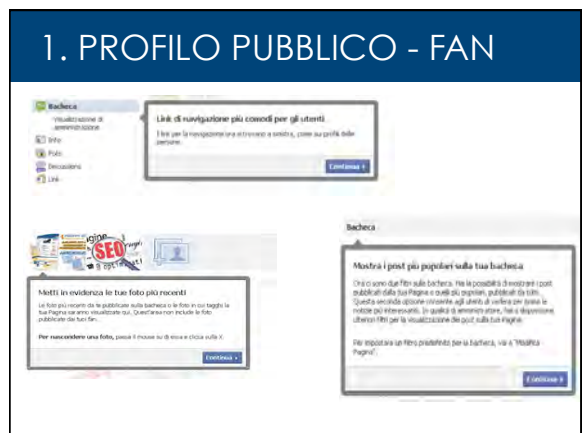 1. PROFILO PUBBLICO - FAN
Bacheca
Visualizzazione di
amministrazione
Info
Foto
Discussioni
Link
Link di navigazione più comodi per gli utenti
I link per la navigazione ora si trovano a sinistra, come sui profili delle
persone.
Continua
SEO
Metti in evidenza le tue foto più recenti
Le foto più recenti da te pubblicate sulla bacheca o le foto in cui tagghi la
tua Pagina saranno visualizzate qui. Quest'area non include le foto
pubblicate dai tuoi fan.
Per nascondere una foto, passa il mouse su di essa e clicca sulla X.
Continua
Bacheca
Mostra i post più popolari sulla tua bacheca
Ora ci sono due filtri sulla bacheca. Hai la possibilità di mostrare i post
pubblicati dalla tua Pagina o quelli più popolari, pubblicati da tutti.
Questa seconda opzione consente agli utenti di vedere per prima le
notizie più interessanti. In qualità di amministratore, hai a disposizione
ulteriori filtri per la visualizzazione dei post sulla tua Pagina.
Per impostare un filtro predefinito per la bacheca, vai a "Modifica
Pagina".
Continua